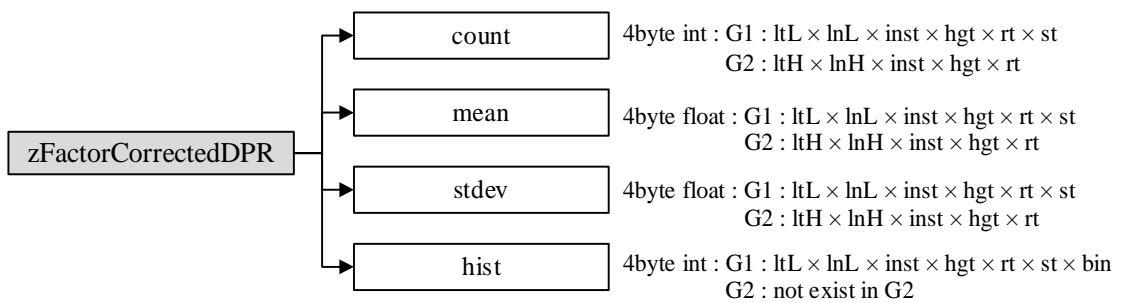 count
4byte int : G1 : ltL × lnL × inst × hgt × rt × st
G2 : ltH × lnH × inst × hgt × rt
mean
4byte float : G1 : ltL × lnL × inst × hgt × rt × st
G2 : ltH × lnH × inst × hgt × rt
zFactorCorrectedDPR
stdev
4byte float : G1 : ltL × lnL × inst × hgt × rt × st
G2 : ltH × lnH × inst × hgt × rt
hist
4byte int : G1 : ltL × lnL × inst × hgt × rt × st × bin
G2 : not exist in G2